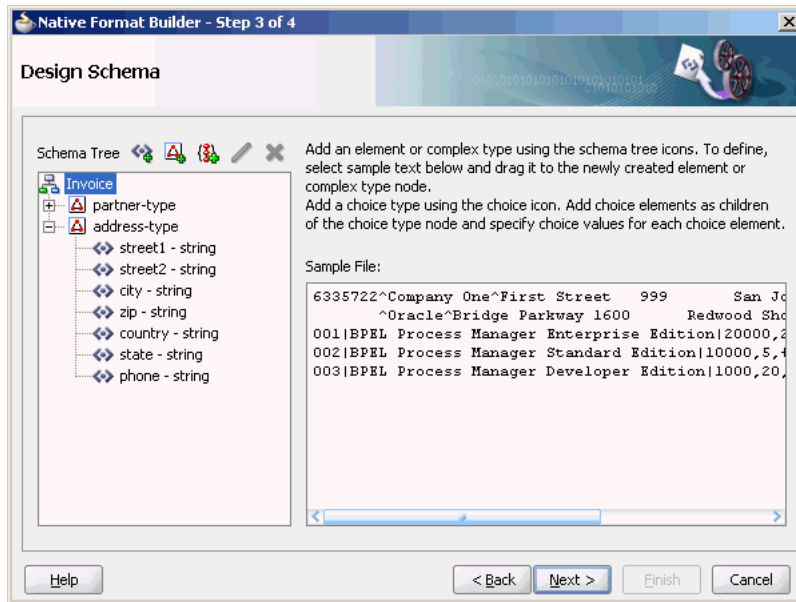 Native Format Builder - Step 3 of 4
Design Schema
Schema Tree
Invoice
partner-type
address-type
street1 - string
street2 - string
city - string
zip - string
country - string
state - string
phone - string
Add an element or complex type using the schema tree icons. To define,
select sample text below and drag it to the newly created element or
complex type node.
Add a choice type using the choice icon. Add choice elements as children
of the choice type node and specify choice values for each choice element.
Sample File:
6335722^Company One^First Street 999 San Jo
^Oracle^Bridge Parkway 1600 Redwood Sho
001|BPEL Process Manager Enterprise Edition|20000,2
002|BPEL Process Manager Standard Edition|10000,5,4
003|BPEL Process Manager Developer Edition|1000,20,
Help
< Back
Next >
Finish
Cancel